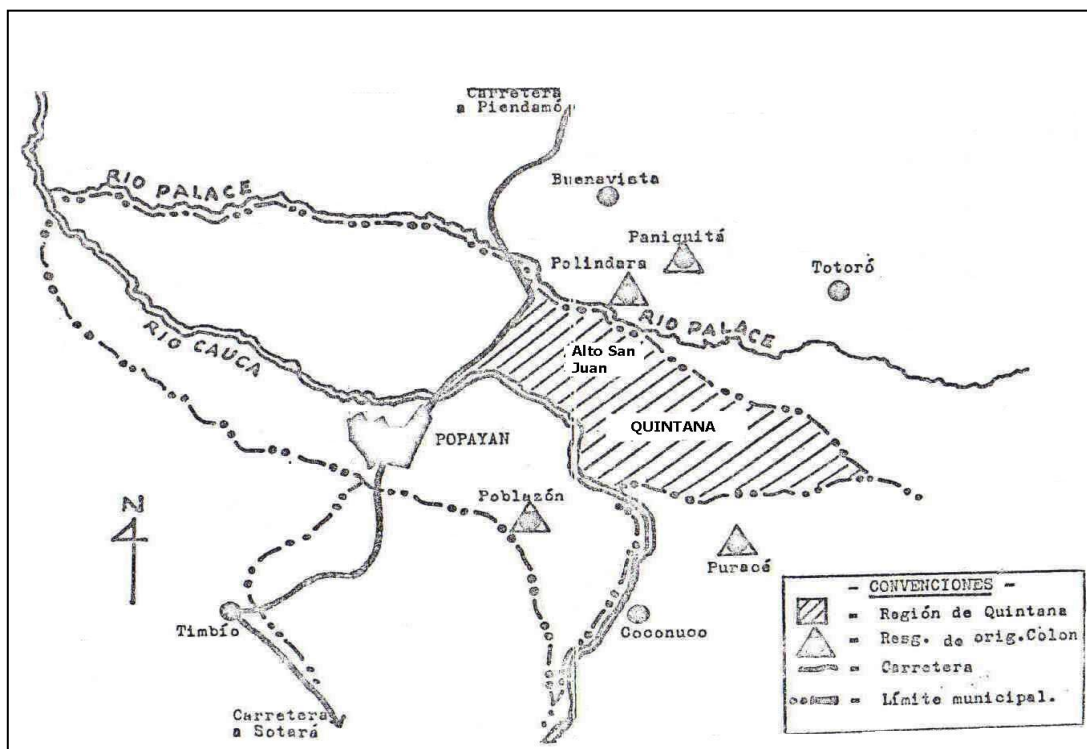 Carretera
a Piendamó
RIO PALACE
Buenavista
Paniquitá
Polindara
Totoró
RIO PALACE
RIO CAUCA
Alto San
Juan
QUINTANA
POPAYAN
Poblazón
N
Puracé
Timbío
Coconuco
Carretera
a Sotará
- CONVENCIONES -
- Región de Quintana
- Resg. de orig.Colon
- Carretera
- Límite municipal.